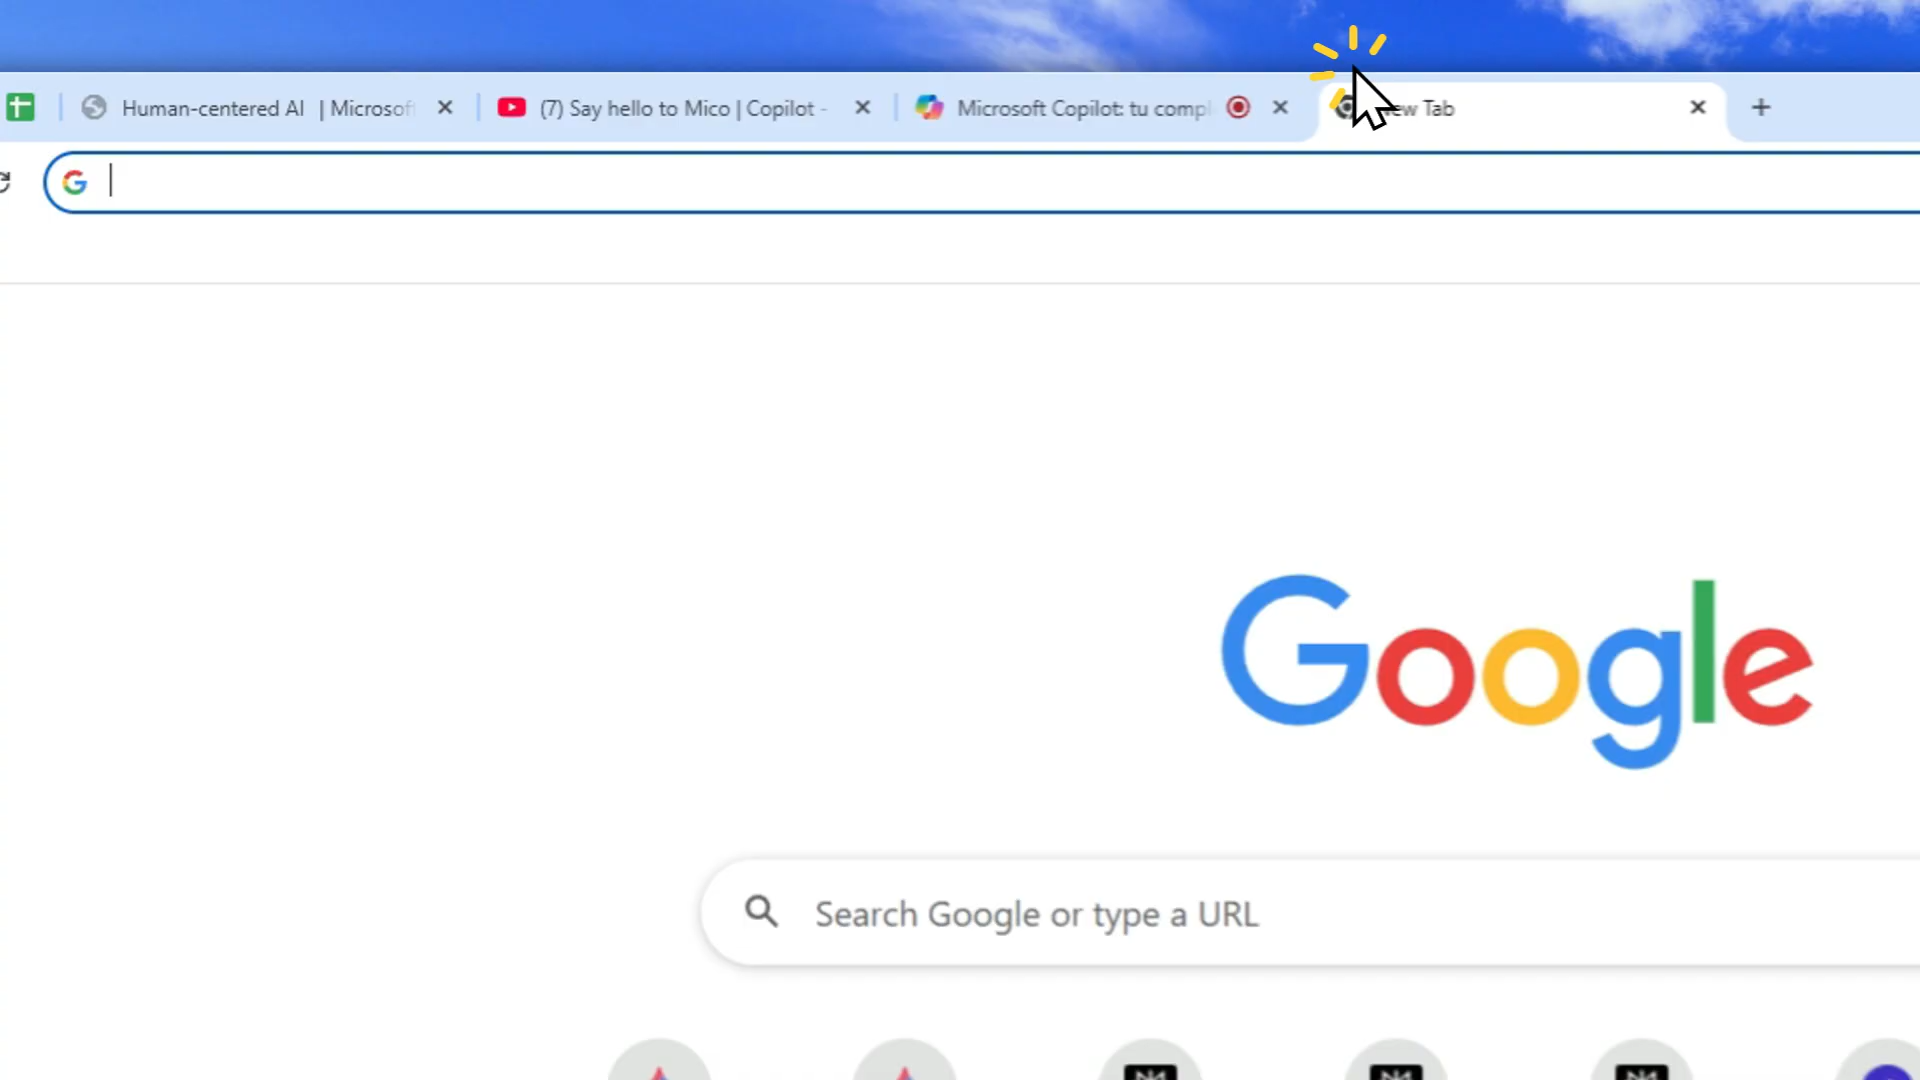 Human-centered AI | Microsof
(7) Say hello to Mico | Copilot -
Microsoft Copilot: tu compl
New Tab
Google
Search Google or type a URL